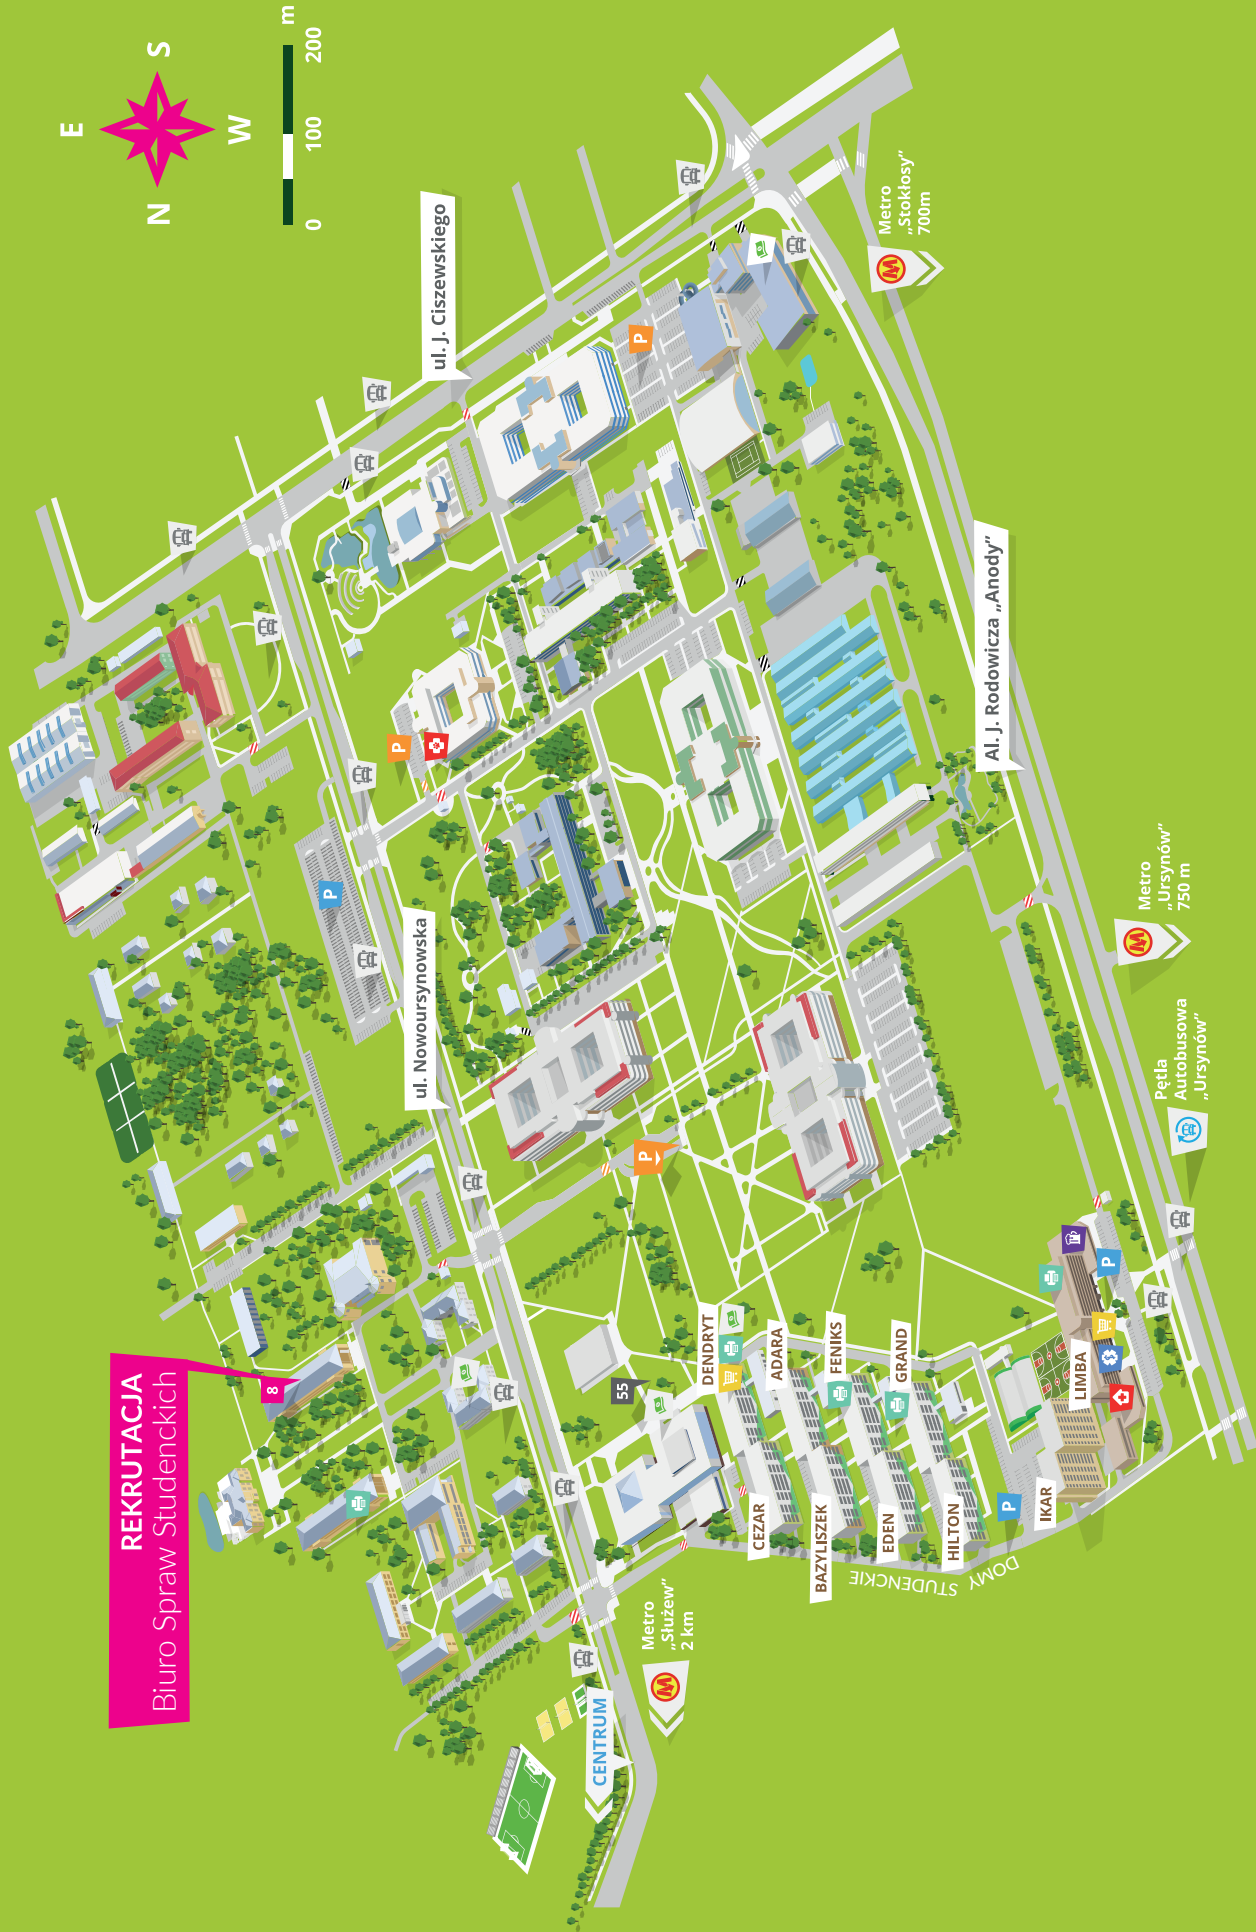 REKRUTACJA
Biuro Spraw Studenckich
8
E
S
W
N
0
100
200
m
ul. J. Ciszewskiego
ul. Nowoursynowska
Al. J. Rodowicza „Anody”
Metro
„Stokłosy”
700m
M
Metro
„Ursynów”
750 m
M
Pętla
Autobusowa
„Ursynów”
Metro
„Służew”
2 km
M
CENTRUM
55
DENDRYT
ADARA
FENIKS
GRAND
LIMBA
CEZAR
BAZYLISZEK
EDEN
HILTON
IKAR
DOMY STUDENCKIE
P
P
P
P
P
P